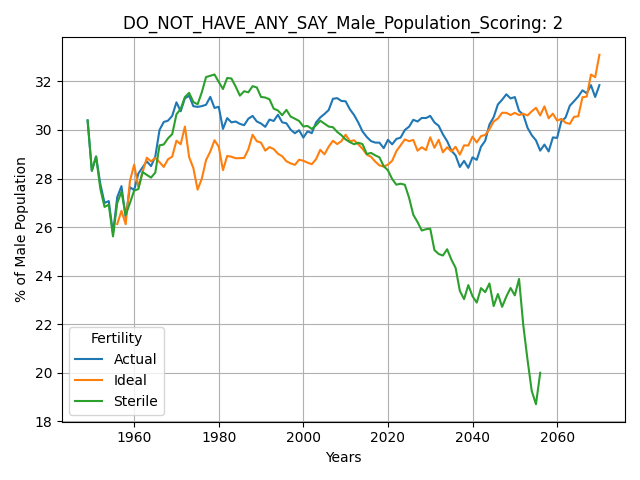 DO_NOT_HAVE_ANY_SAY_Male_Population_Scoring: 2
% of Male Population
32
30
28
26
24
22
20
18
Fertility
Actual
Ideal
Sterile
1960
1980
2000
2020
2040
2060
Years